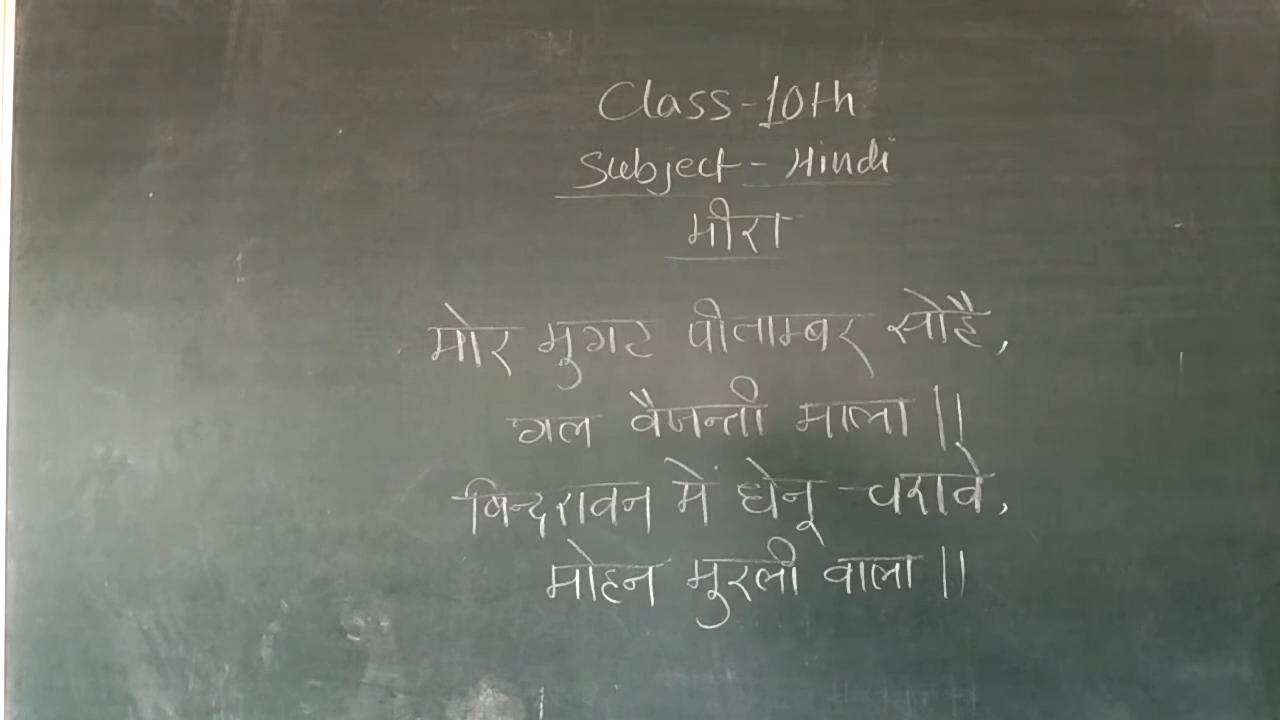 Class-10th
Subject - Hindi
मीरा
मोर मुगट पीताम्बर सोहै,
गल वैजन्ती माला ||
बिन्दरावन में धेनू चरावे,
मोहन मुरली वाला ||